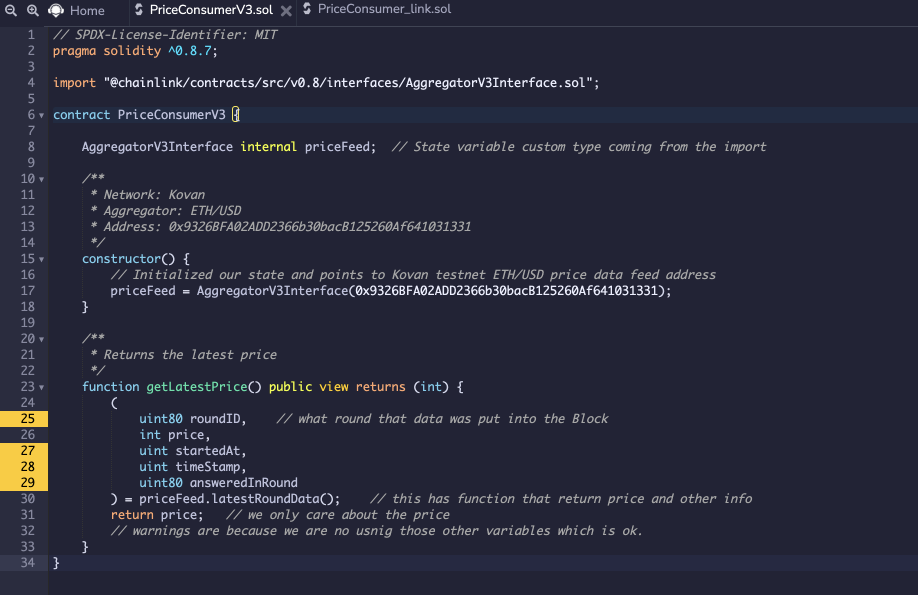 Home
PriceConsumerV3.sol
PriceConsumer_link.sol
1 // SPDX-License-Identifier: MIT
2 pragma solidity ^0.8.7;
3
4 import "@chainlink/contracts/src/v0.8/interfaces/AggregatorV3Interface.sol";
5
6 contract PriceConsumerV3 {
7
8 AggregatorV3Interface internal priceFeed; // State variable custom type coming from the import
9
10 /**
11 * Network: Kovan
12 * Aggregator: ETH/USD
13 * Address: 0x9326BFA02ADD2366b30bacB125260Af641031331
14 */
15 constructor() {
16 // Initialized our state and points to Kovan testnet ETH/USD price data feed address
17 priceFeed = AggregatorV3Interface(0x9326BFA02ADD2366b30bacB125260Af641031331);
18 }
19
20 /**
21 * Returns the latest price
22 */
23 function getLatestPrice() public view returns (int) {
24 (
25 uint80 roundID, // what round that data was put into the Block
26 int price,
27 uint startedAt,
28 uint timeStamp,
29 uint80 answeredInRound
30 ) = priceFeed.latestRoundData(); // this has function that return price and other info
31 return price; // we only care about the price
32 // warnings are because we are no usnig those other variables which is ok.
33 }
34 }